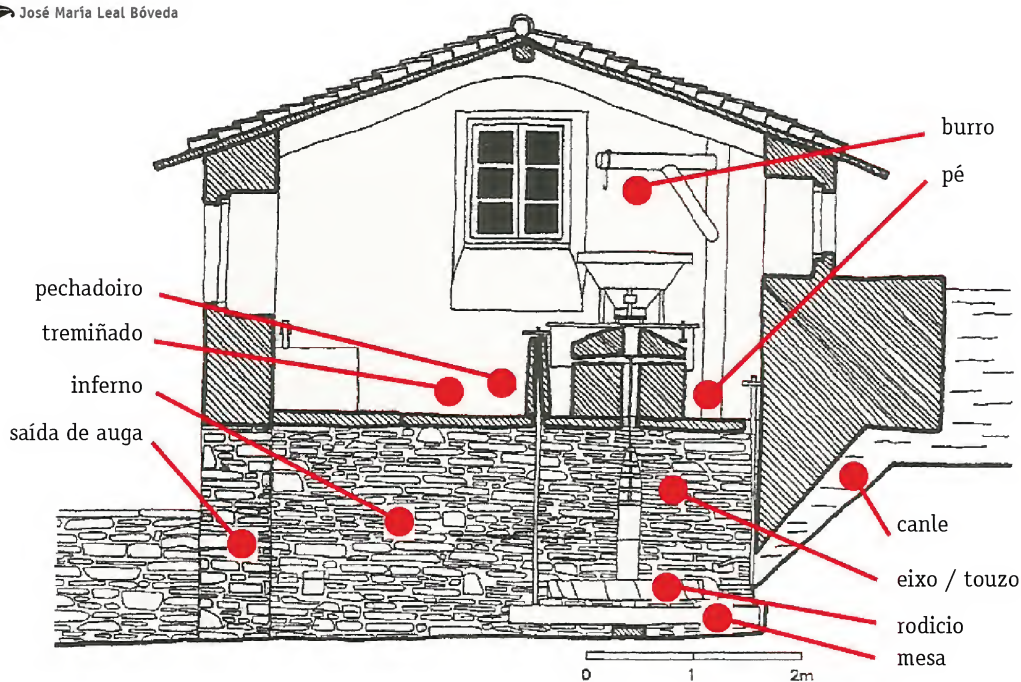 José María Leal Bóveda
burro
pé
pechadoiro
tremiñado
inferno
saída de auga
canle
eixo / touzo
rodicio
mesa
0 1 2m